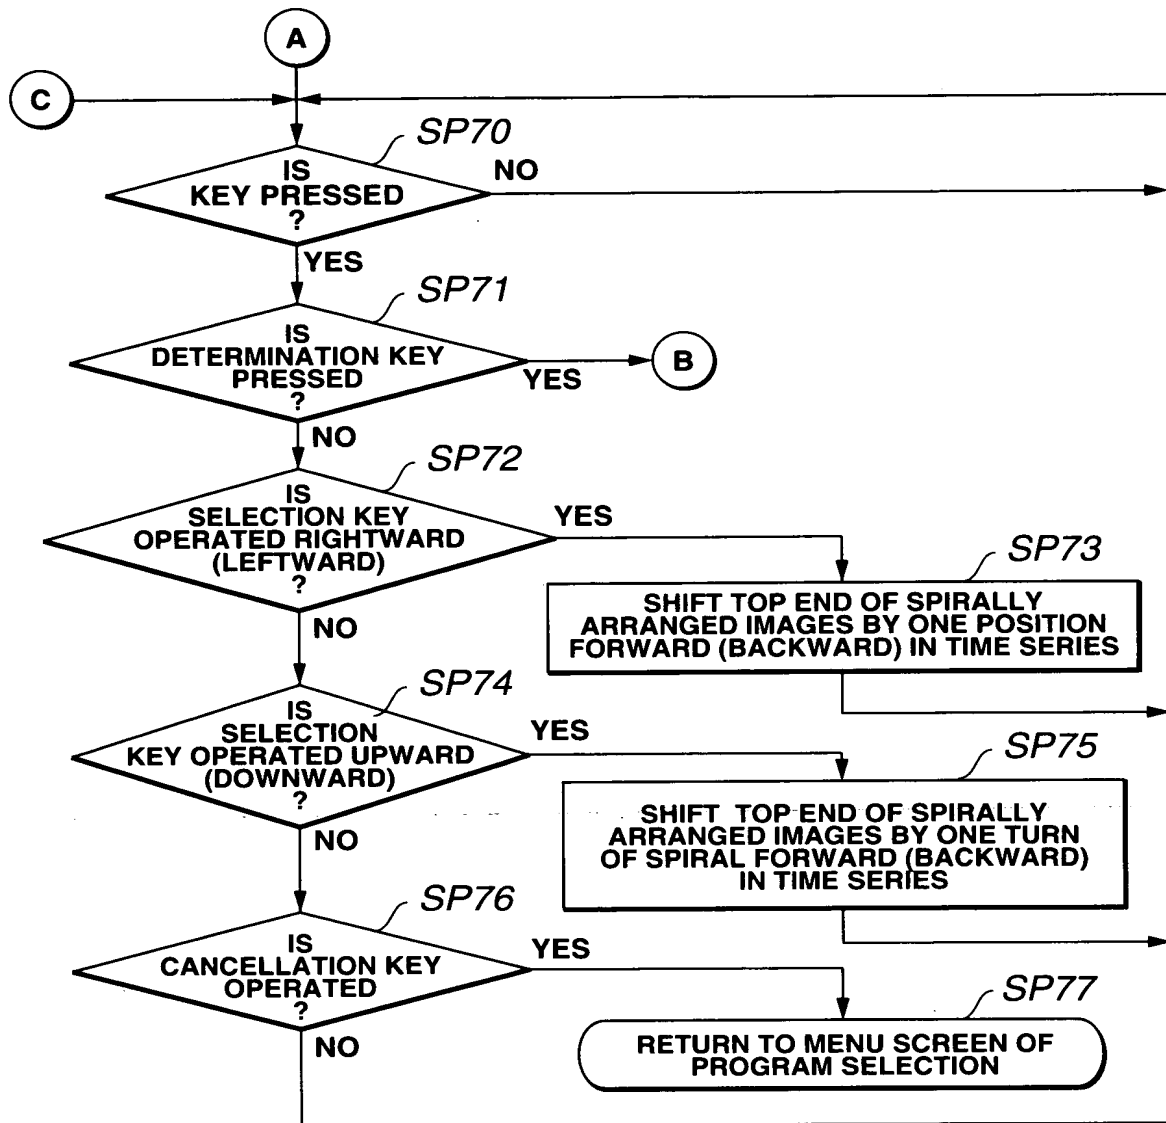 A
C
SP70
IS
KEY PRESSED
?
NO
YES
SP71
IS
DETERMINATION KEY
PRESSED
?
YES
B
NO
SP72
IS
SELECTION KEY
OPERATED RIGHTWARD
(LEFTWARD)
?
YES
NO
SP73
SHIFT TOP END OF SPIRALLY
ARRANGED IMAGES BY ONE POSITION
FORWARD (BACKWARD) IN TIME SERIES
SP74
IS
SELECTION
KEY OPERATED UPWARD
(DOWNWARD)
?
YES
NO
SP75
SHIFT TOP END OF SPIRALLY
ARRANGED IMAGES BY ONE TURN
OF SPIRAL FORWARD (BACKWARD)
IN TIME SERIES
SP76
IS
CANCELLATION KEY
OPERATED
?
YES
NO
SP77
RETURN TO MENU SCREEN OF
PROGRAM SELECTION